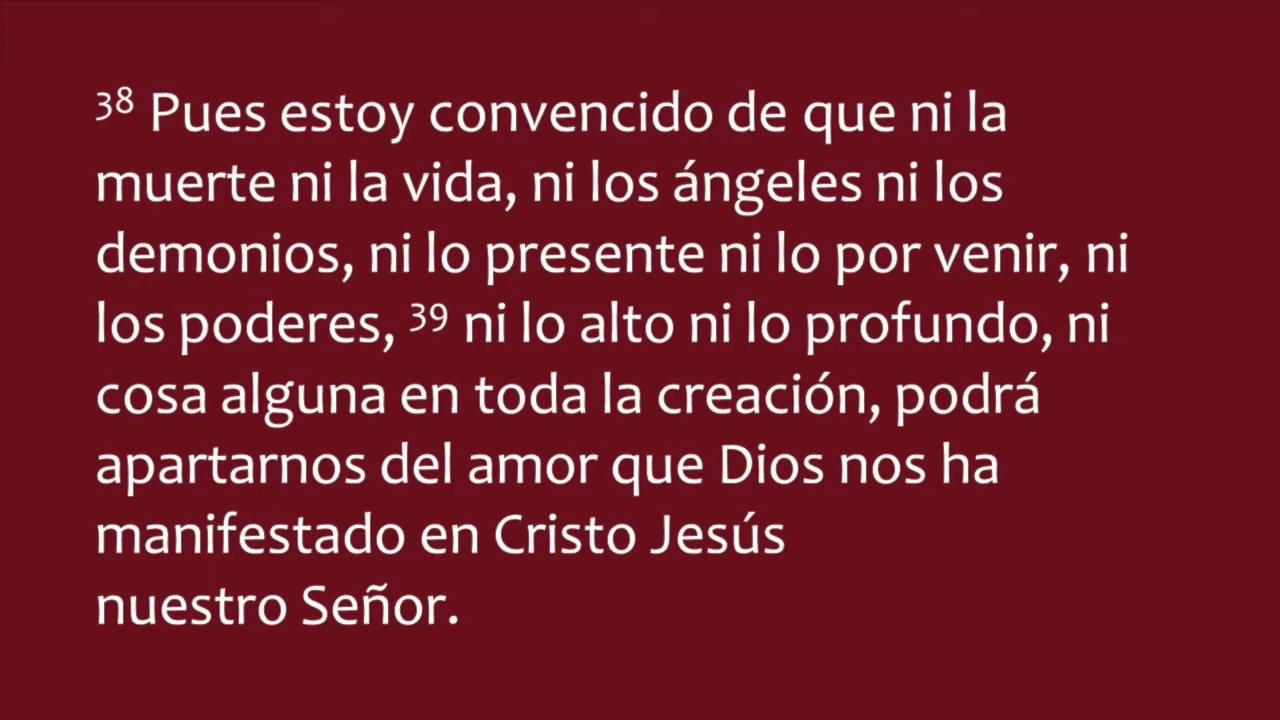 38 Pues estoy convencido de que ni la
muerte ni la vida, ni los ángeles ni los
demonios, ni lo presente ni lo por venir, ni
los poderes, 39 ni lo alto ni lo profundo, ni
cosa alguna en toda la creación, podrá
apartarnos del amor que Dios nos ha
manifestado en Cristo Jesús
nuestro Señor.